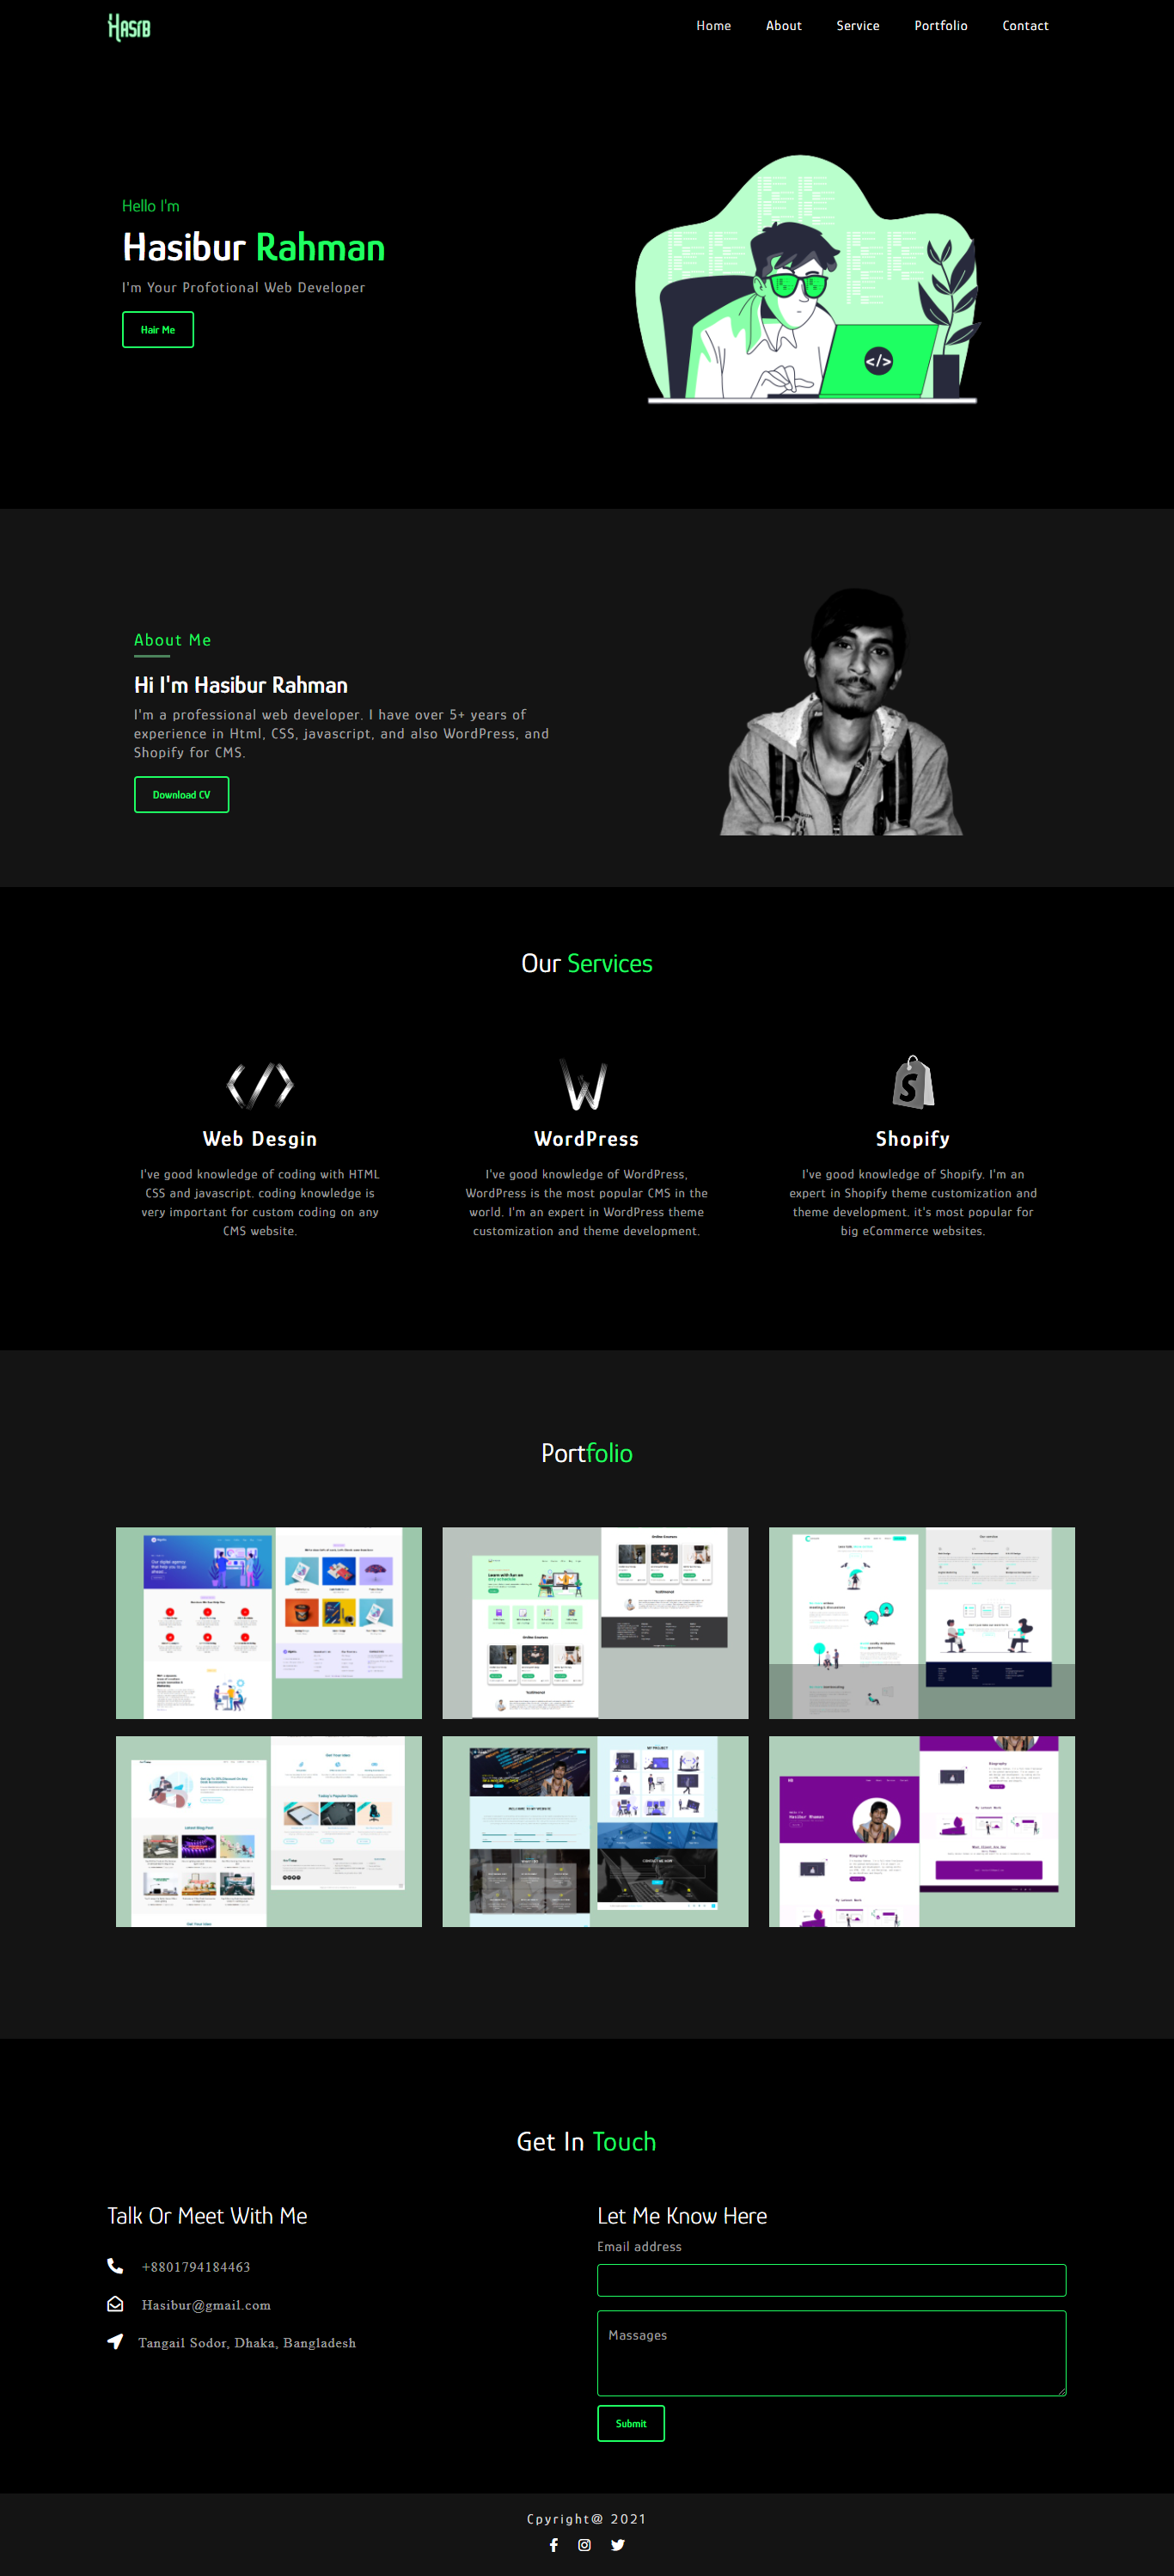 Hasib
Home About Service Portfolio Contact
Hello I'm
Hasibur Rahman
I'm Your Profotional Web Developer
Hair Me
</>
About Me
Hi I'm Hasibur Rahman
I'm a professional web developer. I have over 5+ years of
experience in Html, CSS, javascript, and also WordPress, and
Shopify for CMS.
Download CV
Our Services
Web Desgin
I've good knowledge of coding with HTML
CSS and javascript. coding knowledge is
very important for custom coding on any
CMS website.
WordPress
I've good knowledge of WordPress,
WordPress is the most popular CMS in the
world. I'm an expert in WordPress theme
customization and theme development.
Shopify
I've good knowledge of Shopify. I'm an
expert in Shopify theme customization and
theme development. it's most popular for
big eCommerce websites.
Portfolio
Get In Touch
Talk Or Meet With Me
+8801794184463
Hasibur@gmail.com
Tangail Sodor, Dhaka, Bangladesh
Let Me Know Here
Email address
Massages
Submit
Cpyright@ 2021